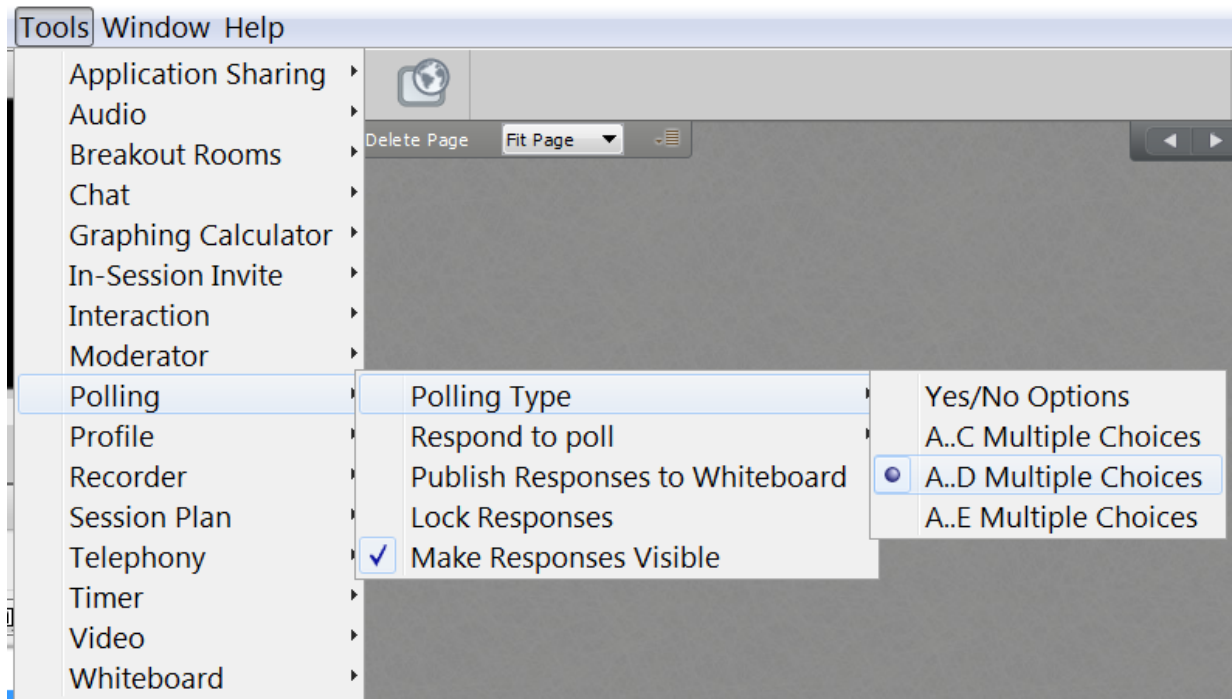 Tools Window Help
Application Sharing
Audio
Delete Page Fit Page
Breakout Rooms
Chat
Graphing Calculator
In-Session Invite
Interaction
Moderator
Polling
Profile
Recorder
Session Plan
Telephony
Timer
Video
Whiteboard
Polling Type
Respond to poll
Publish Responses to Whiteboard
Lock Responses
Make Responses Visible
Yes/No Options
A..C Multiple Choices
A..D Multiple Choices
A..E Multiple Choices